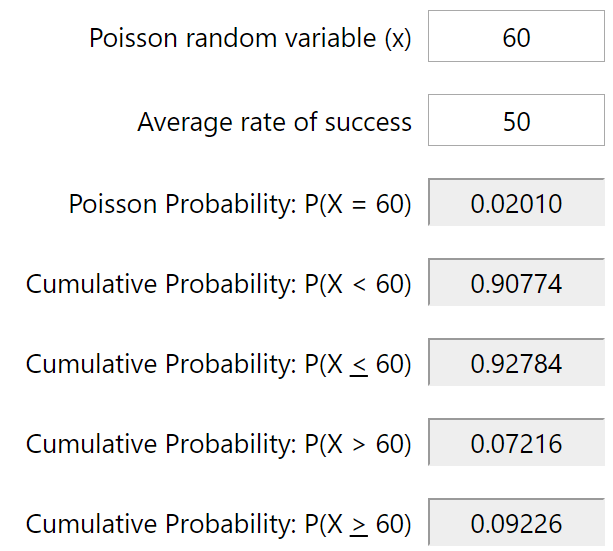 Poisson random variable (x) 60
Average rate of success 50
Poisson Probability: P(X = 60) 0.02010
Cumulative Probability: P(X < 60) 0.90774
Cumulative Probability: P(X ≤ 60) 0.92784
Cumulative Probability: P(X > 60) 0.07216
Cumulative Probability: P(X ≥ 60) 0.09226